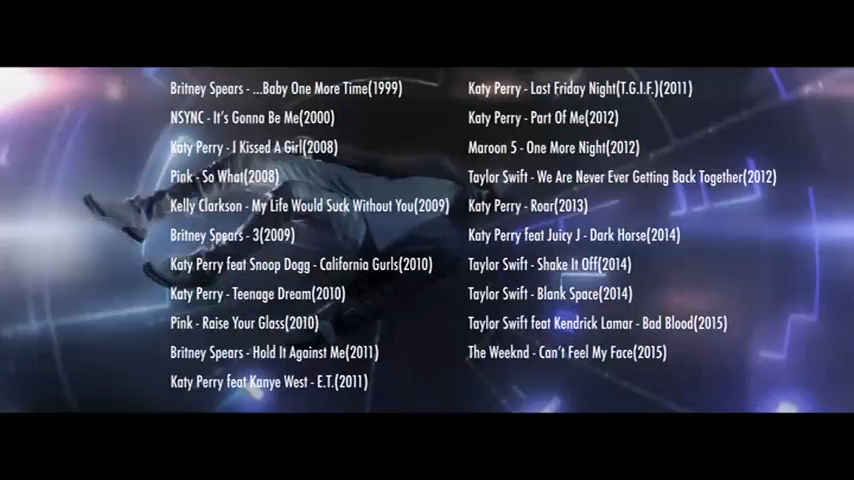 Britney Spears - ...Baby One More Time(1999)
NSYNC - It's Gonna Be Me(2000)
Katy Perry - I Kissed A Girl(2008)
Pink - So What(2008)
Kelly Clarkson - My Life Would Suck Without You(2009)
Britney Spears - 3(2009)
Katy Perry feat Snoop Dogg - California Gurls(2010)
Katy Perry - Teenage Dream(2010)
Pink - Raise Your Glass(2010)
Britney Spears - Hold It Against Me(2011)
Katy Perry feat Kanye West - E.T.(2011)
Katy Perry - Last Friday Night(T.G.I.F.)(2011)
Katy Perry - Part Of Me(2012)
Maroon 5 - One More Night(2012)
Taylor Swift - We Are Never Ever Getting Back Together(2012)
Katy Perry - Roar(2013)
Katy Perry feat Juicy J - Dark Horse(2014)
Taylor Swift - Shake It Off(2014)
Taylor Swift - Blank Space(2014)
Taylor Swift feat Kendrick Lamar - Bad Blood(2015)
The Weeknd - Can't Feel My Face(2015)